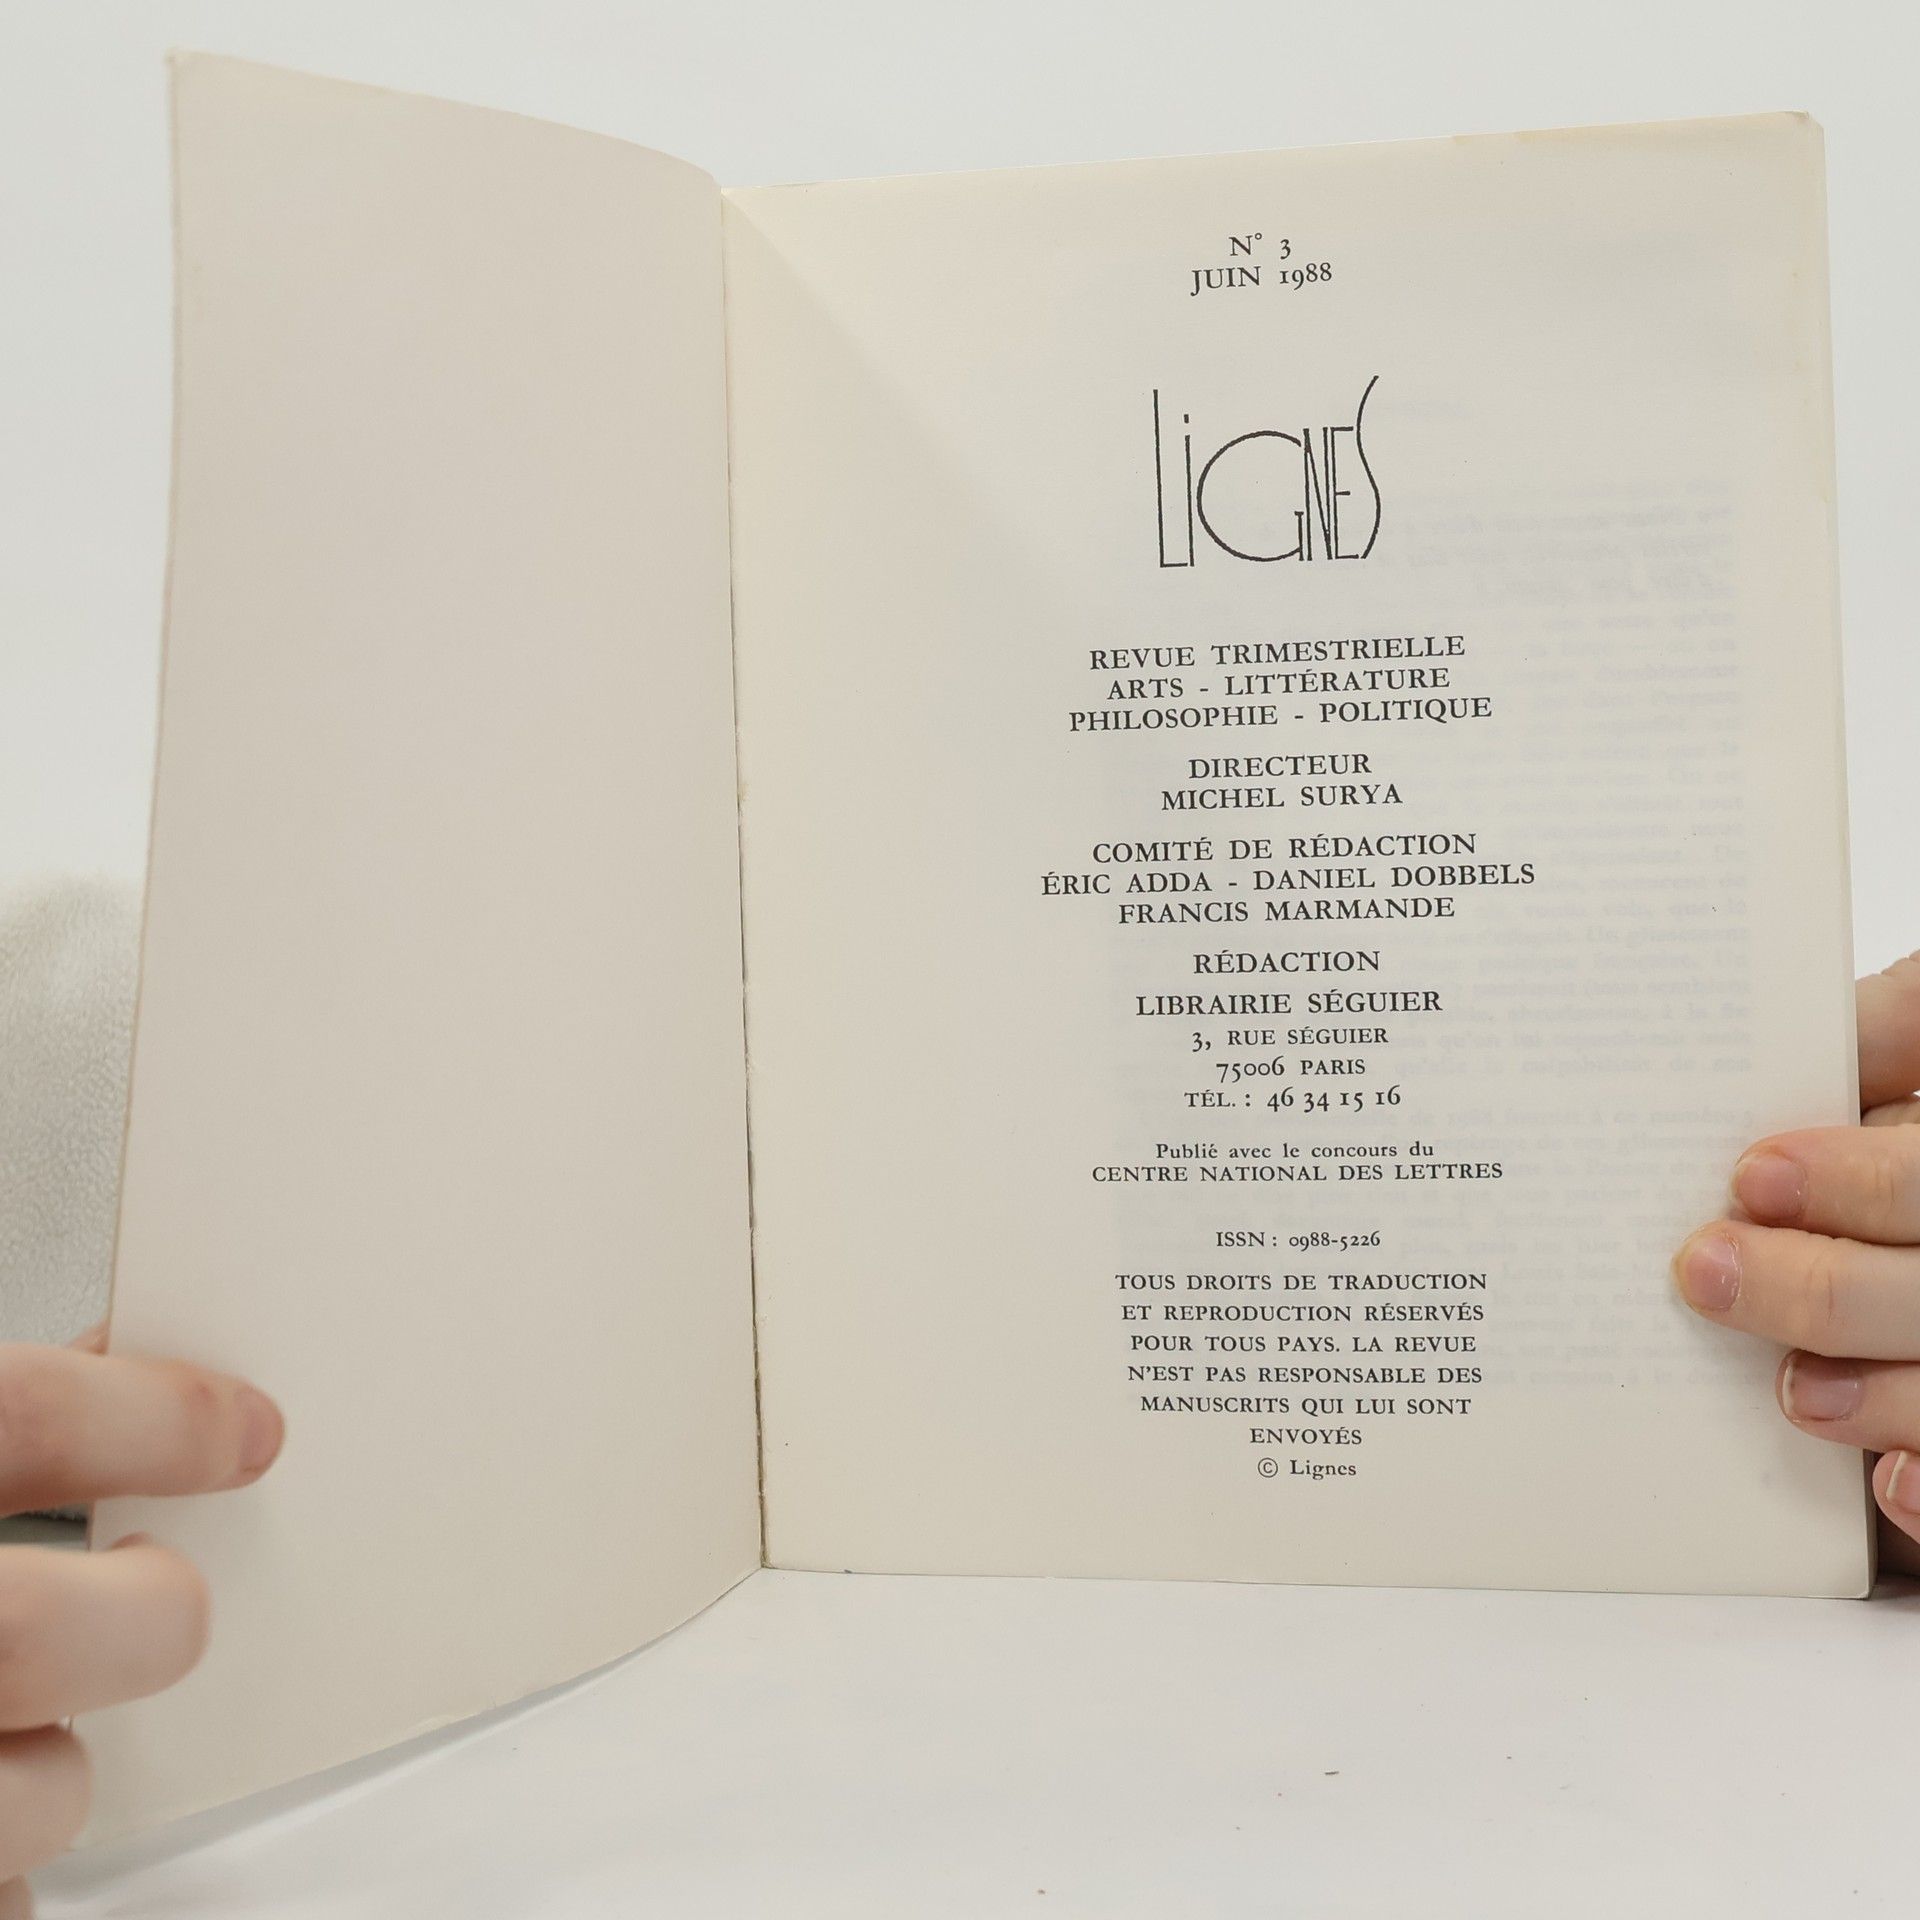 N° 3
JUIN 1988
LiGNES
REVUE TRIMESTRIELLE
ARTS - LITTÉRATURE
PHILOSOPHIE - POLITIQUE
DIRECTEUR
MICHEL SURYA
COMITÉ DE RÉDACTION
ÉRIC ADDA - DANIEL DOBBELS
FRANCIS MARMANDE
RÉDACTION
LIBRAIRIE SÉGUIER
3, RUE SÉGUIER
75006 PARIS
TÉL. : 46 34 15 16
Publié avec le concours du
CENTRE NATIONAL DES LETTRES
ISSN : 0988-5226
TOUS DROITS DE TRADUCTION
ET REPRODUCTION RÉSERVÉS
POUR TOUS PAYS. LA REVUE
N'EST PAS RESPONSABLE DES
MANUSCRITS QUI LUI SONT
ENVOYÉS
© Lignes